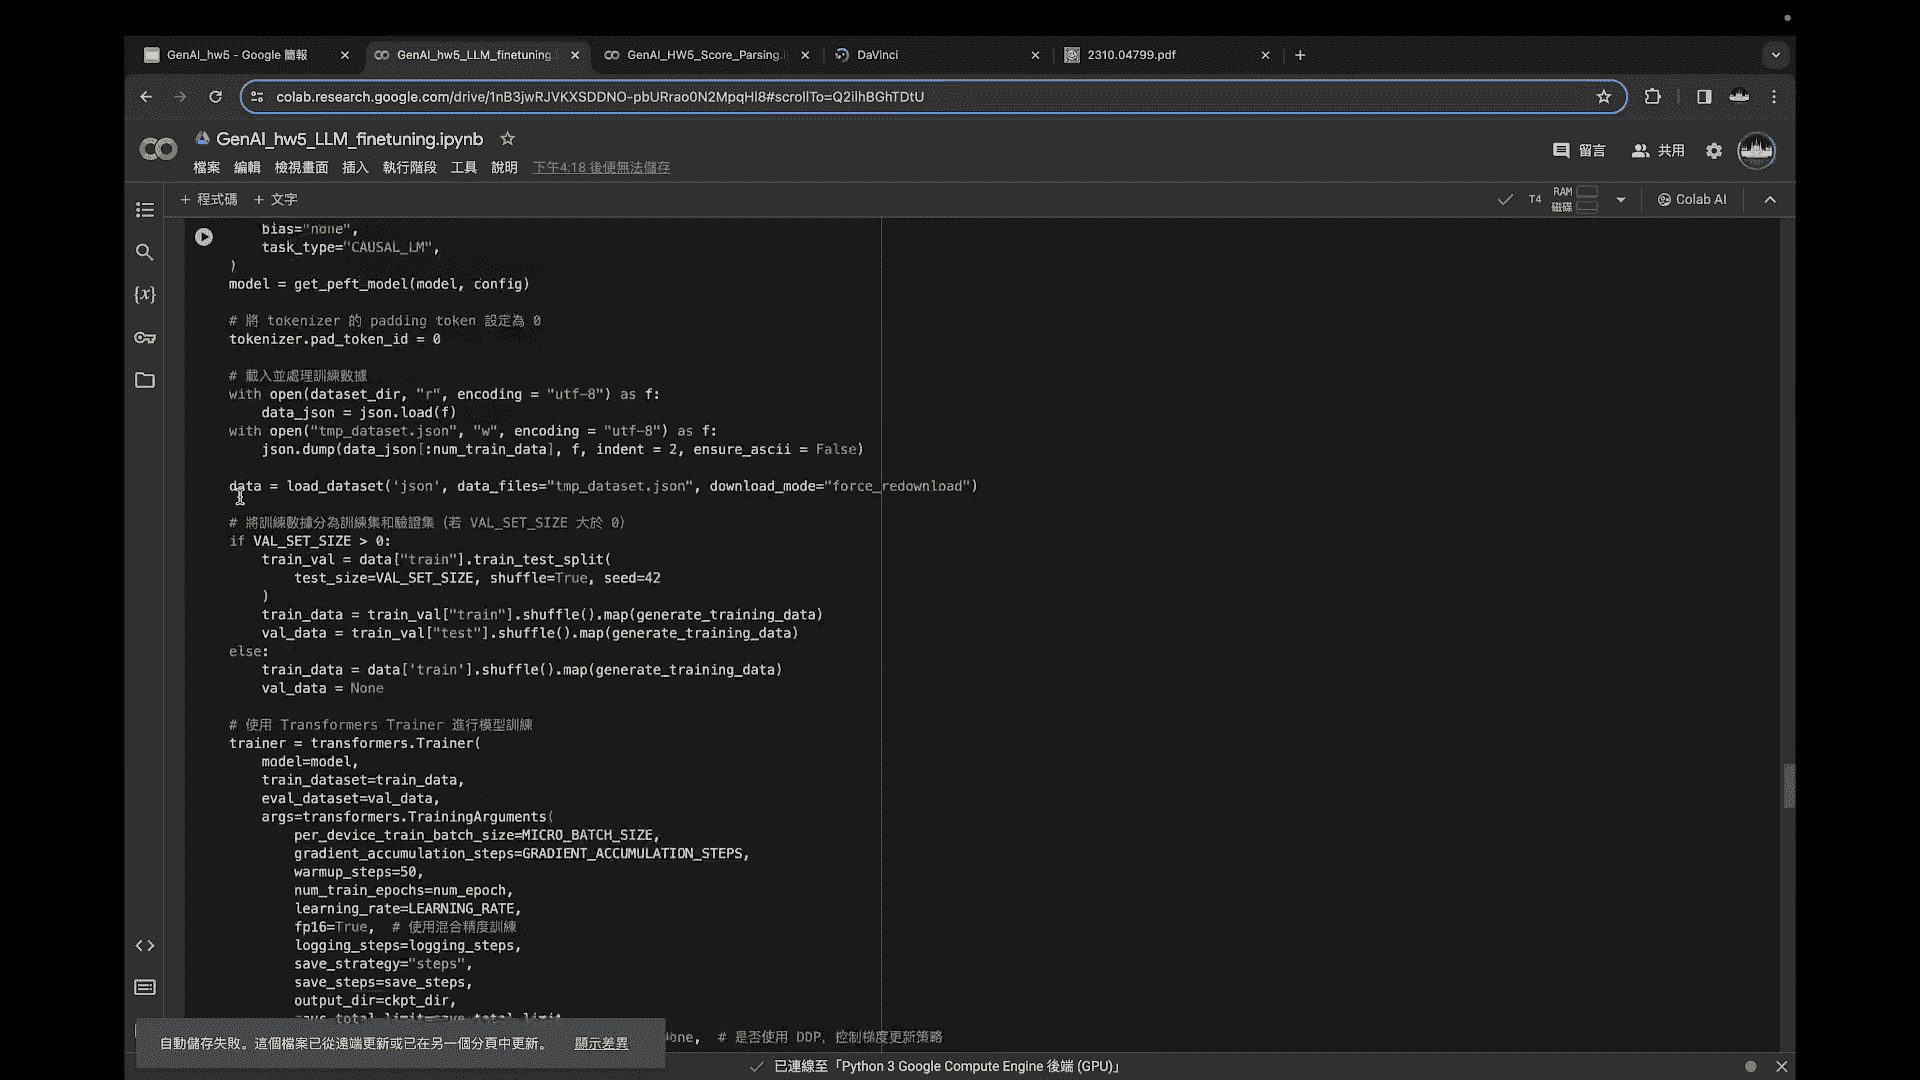 GenAI_hw5 - Google 簡報
GenAI_hw5_LLM_finetuning.
GenAI_HW5_Score_Parsing.
DaVinci
2310.04799.pdf
colab.research.google.com/drive/1nB3jwRJVKXSDDNO-pbURrao0N2MpqHl8#scrollTo=Q2ilhBGhTDtU
GenAI_hw5_LLM_finetuning.ipynb
留言
共用
檔案 編輯 檢視畫面 插入 執行階段 工具 說明 下午4:18 後便無法儲存
+ 程式碼 + 文字
T4
RAM
磁碟
Colab AI
bias="none",
task_type="CAUSAL_LM",
)
model = get_peft_model(model, config)
# 將 tokenizer 的 padding token 設定為 0
tokenizer.pad_token_id = 0
# 載入並處理訓練數據
with open(dataset_dir, "r", encoding = "utf-8") as f:
data_json = json.load(f)
with open("tmp_dataset.json", "w", encoding = "utf-8") as f:
json.dump(data_json[:num_train_data], f, indent = 2, ensure_ascii = False)
data = load_dataset('json', data_files="tmp_dataset.json", download_mode="force_redownload")
# 將訓練數據分為訓練集和驗證集（若 VAL_SET_SIZE 大於 0）
if VAL_SET_SIZE > 0:
train_val = data["train"].train_test_split(
test_size=VAL_SET_SIZE, shuffle=True, seed=42
)
train_data = train_val["train"].shuffle().map(generate_training_data)
val_data = train_val["test"].shuffle().map(generate_training_data)
else:
train_data = data['train'].shuffle().map(generate_training_data)
val_data = None
# 使用 Transformers Trainer 進行模型訓練
trainer = transformers.Trainer(
model=model,
train_dataset=train_data,
eval_dataset=val_data,
args=transformers.TrainingArguments(
per_device_train_batch_size=MICRO_BATCH_SIZE,
gradient_accumulation_steps=GRADIENT_ACCUMULATION_STEPS,
warmup_steps=50,
num_train_epochs=num_epoch,
learning_rate=LEARNING_RATE,
fp16=True, # 使用混合精度訓練
logging_steps=logging_steps,
save_strategy="steps",
save_steps=save_steps,
output_dir=ckpt_dir,
save_total_limit=save_total_limit,
one, # 是否使用 DDP，控制梯度更新策略
自動儲存失敗。這個檔案已從遠端更新或已在另一個分頁中更新。 顯示差異
已連線至「Python 3 Google Compute Engine 後端 (GPU)」